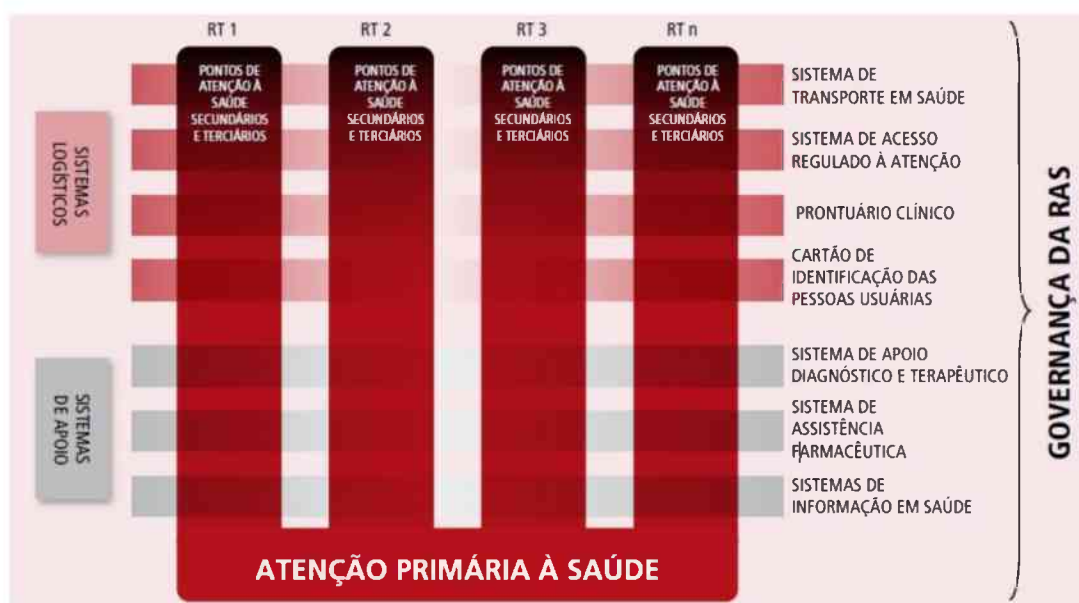 RT 1
RT 2
RT 3
RT n
PONTOS DE
ATENÇÃO À
SAÚDE
SECUNDÁRIOS
E TERCIÁRIOS
PONTOS DE
ATENÇÃO À
SAÚDE
SECUNDÁRIOS
E TERCIÁRIOS
PONTOS DE
ATENÇÃO À
SAÚDE
SECUNDÁRIOS
E TERCIÁRIOS
PONTOS DE
ATENÇÃO À
SAÚDE
SECUNDÁRIOS
E TERCIÁRIOS
SISTEMAS
LOGÍSTICOS
SISTEMA DE
TRANSPORTE EM SAÚDE
SISTEMA DE ACESSO
REGULADO À ATENÇÃO
PRONTUÁRIO CLÍNICO
CARTÃO DE
IDENTIFICAÇÃO DAS
PESSOAS USUÁRIAS
SISTEMAS
DE APOIO
SISTEMA DE APOIO
DIAGNÓSTICO E TERAPÊUTICO
SISTEMA DE
ASSISTÊNCIA
FARMACÊUTICA
SISTEMAS DE
INFORMAÇÃO EM SAÚDE
GOVERNANÇA DA RAS
ATENÇÃO PRIMÁRIA À SAÚDE